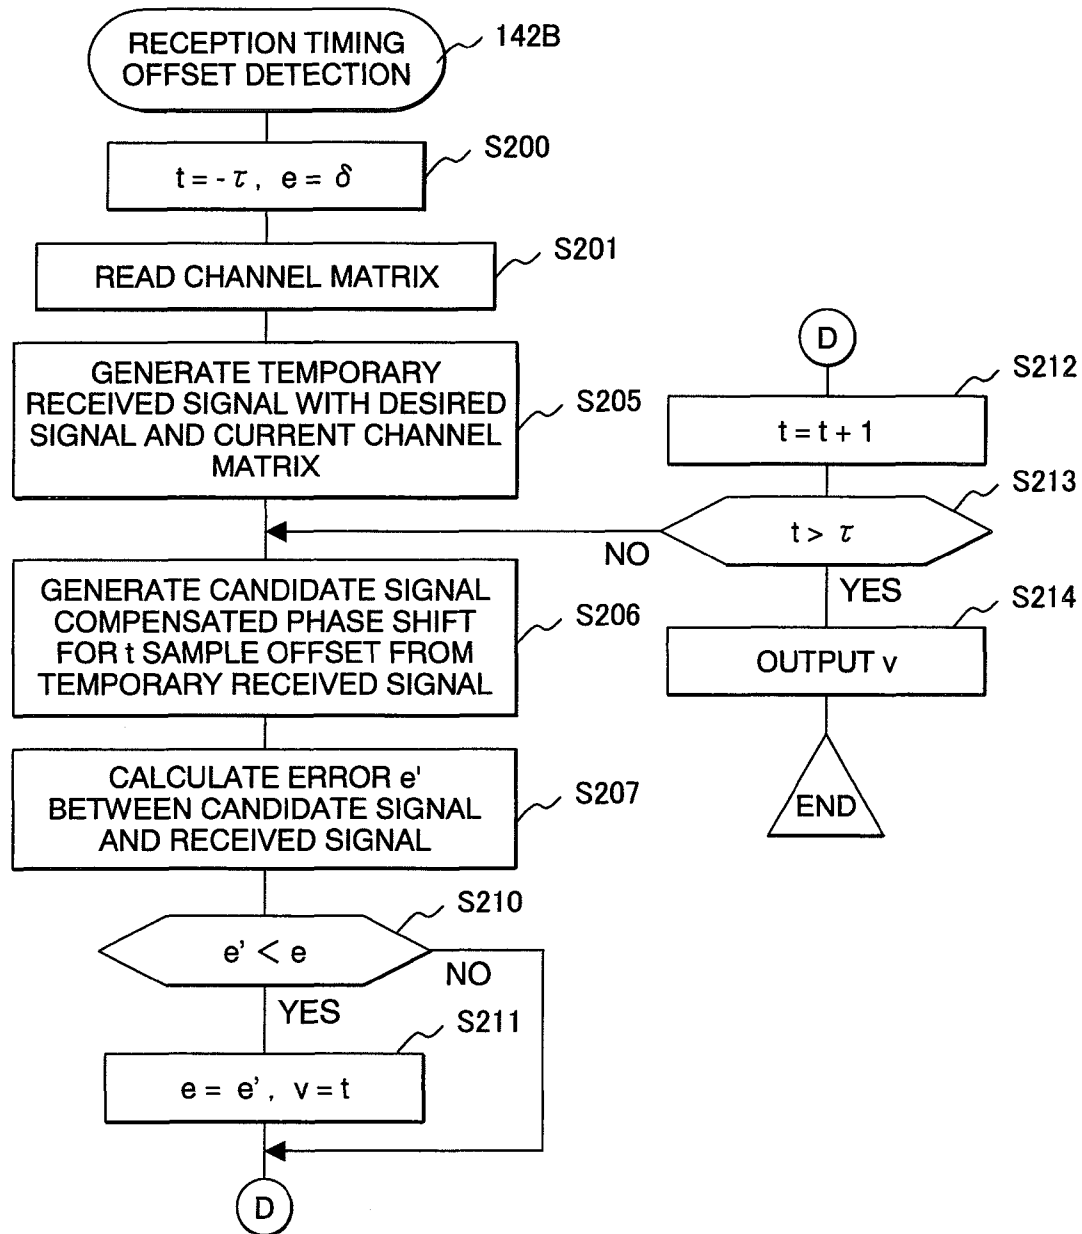 RECEPTION TIMING
OFFSET DETECTION
142B
S200
t = - τ , e = δ
S201
READ CHANNEL MATRIX
GENERATE TEMPORARY
RECEIVED SIGNAL WITH DESIRED
SIGNAL AND CURRENT CHANNEL
MATRIX
S205
GENERATE CANDIDATE SIGNAL
COMPENSATED PHASE SHIFT
FOR t SAMPLE OFFSET FROM
TEMPORARY RECEIVED SIGNAL
S206
CALCULATE ERROR e'
BETWEEN CANDIDATE SIGNAL
AND RECEIVED SIGNAL
S207
S210
e' < e
NO
YES
S211
e = e' , v = t
D
D
S212
t = t + 1
S213
t > τ
NO
YES
S214
OUTPUT v
END